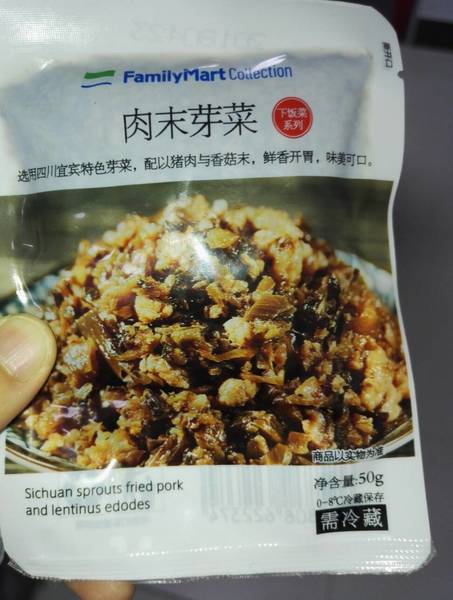 FamilyMart Collection
肉末芽菜
下饭菜
系列
选用四川宜宾特色芽菜，配以猪肉与香菇末，鲜香开胃，味美可口。
商品以实物为准
Sichuan sprouts fried pork
and lentinus edodes
净含量:50g
0-8℃冷藏保存
需冷藏